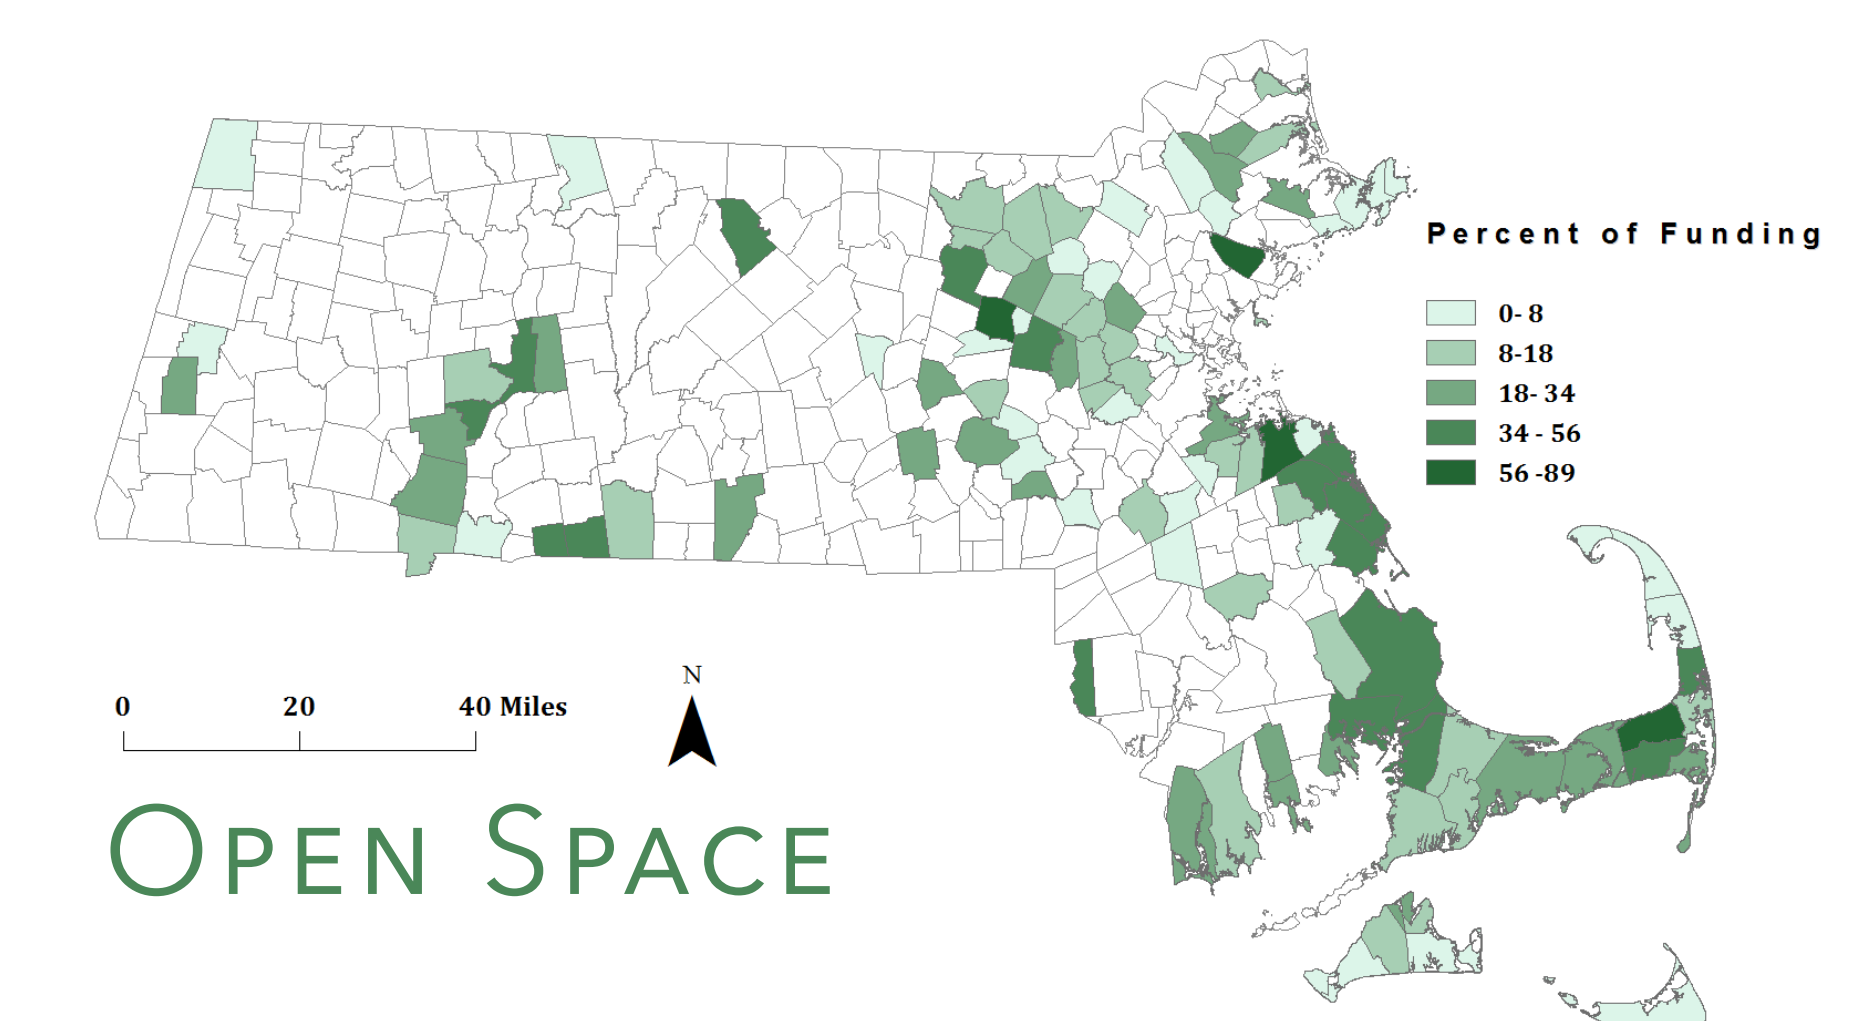 Percent of Funding
0- 8
8-18
18- 34
34 - 56
56 -89
N
0 20 40 Miles
OPEN SPACE